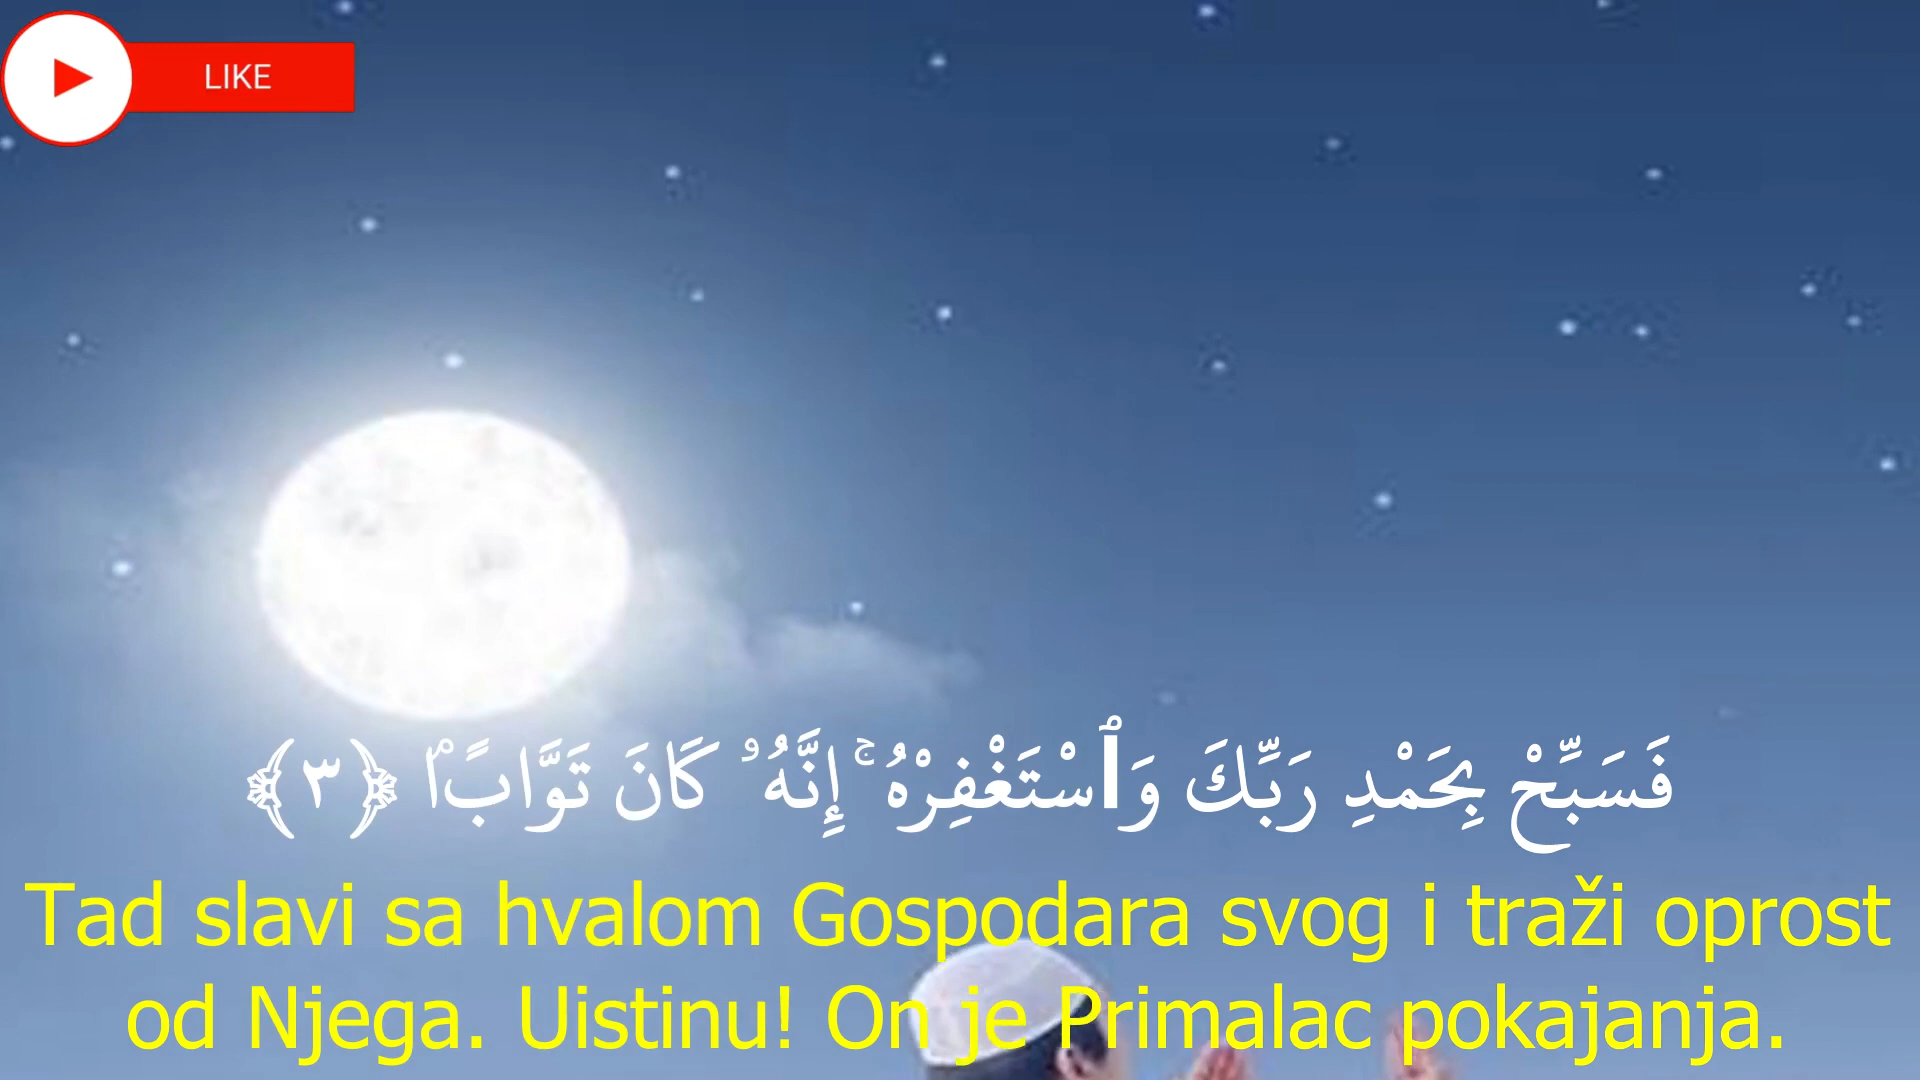 LIKE
فَسَبِّحْ بِحَمْدِ رَبِّكَ وَٱسْتَغْفِرْهُ ۚ إِنَّهُۥ كَانَ تَوَّابًۢا ﴿٣﴾
Tad slavi sa hvalom Gospodara svog i traži oprost
od Njega. Uistinu! On je Primalac pokajanja.